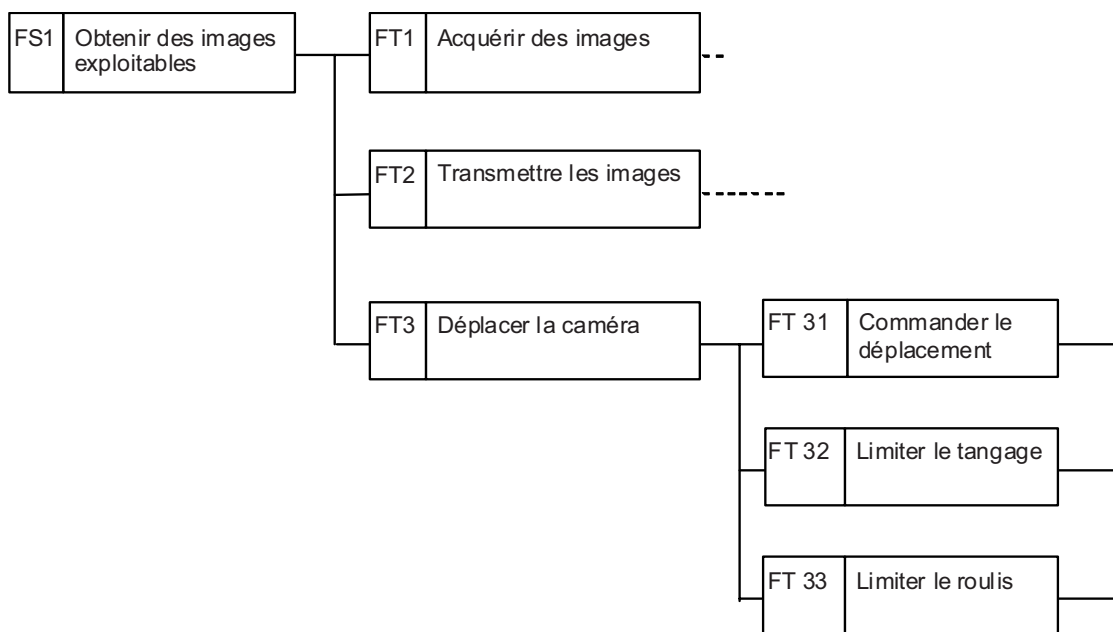 FS1 Obtenir des images
exploitables
FT1 Acquérir des images
FT2 Transmettre les images
FT3 Déplacer la caméra
FT 31 Commander le
déplacement
FT 32 Limiter le tangage
FT 33 Limiter le roulis